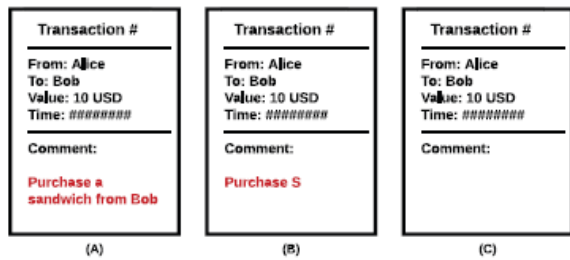 Transaction #
From: Alice
To: Bob
Value: 10 USD
Time: ########
Comment:
Purchase a
sandwich from Bob
(A)
Transaction #
From: Alice
To: Bob
Value: 10 USD
Time: ########
Comment:
Purchase S
(B)
Transaction #
From: Alice
To: Bob
Value: 10 USD
Time: ########
Comment:
(C)